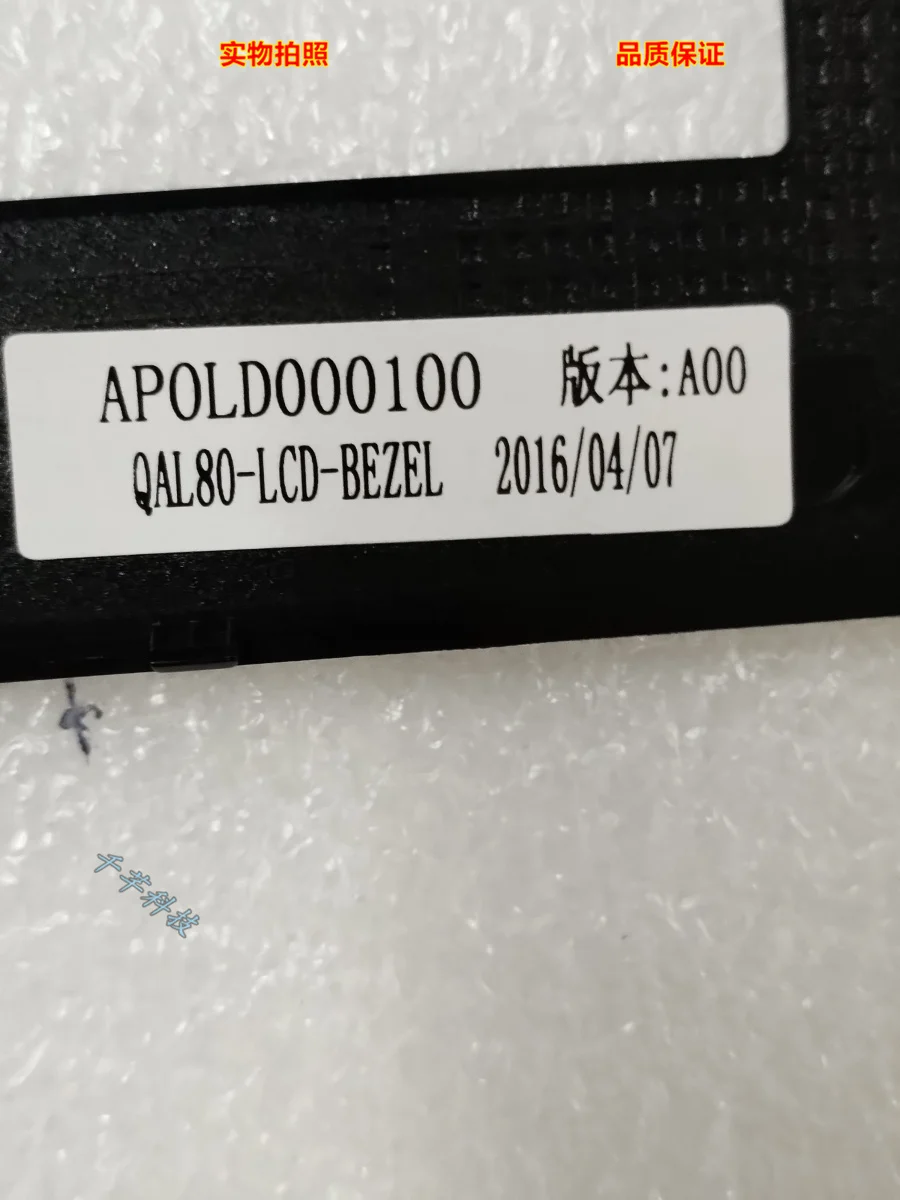 实物拍照 品质保证
AP0LD000100 版本:A00
QAL80-LCD-BEZEL 2016/04/07
千芊科技